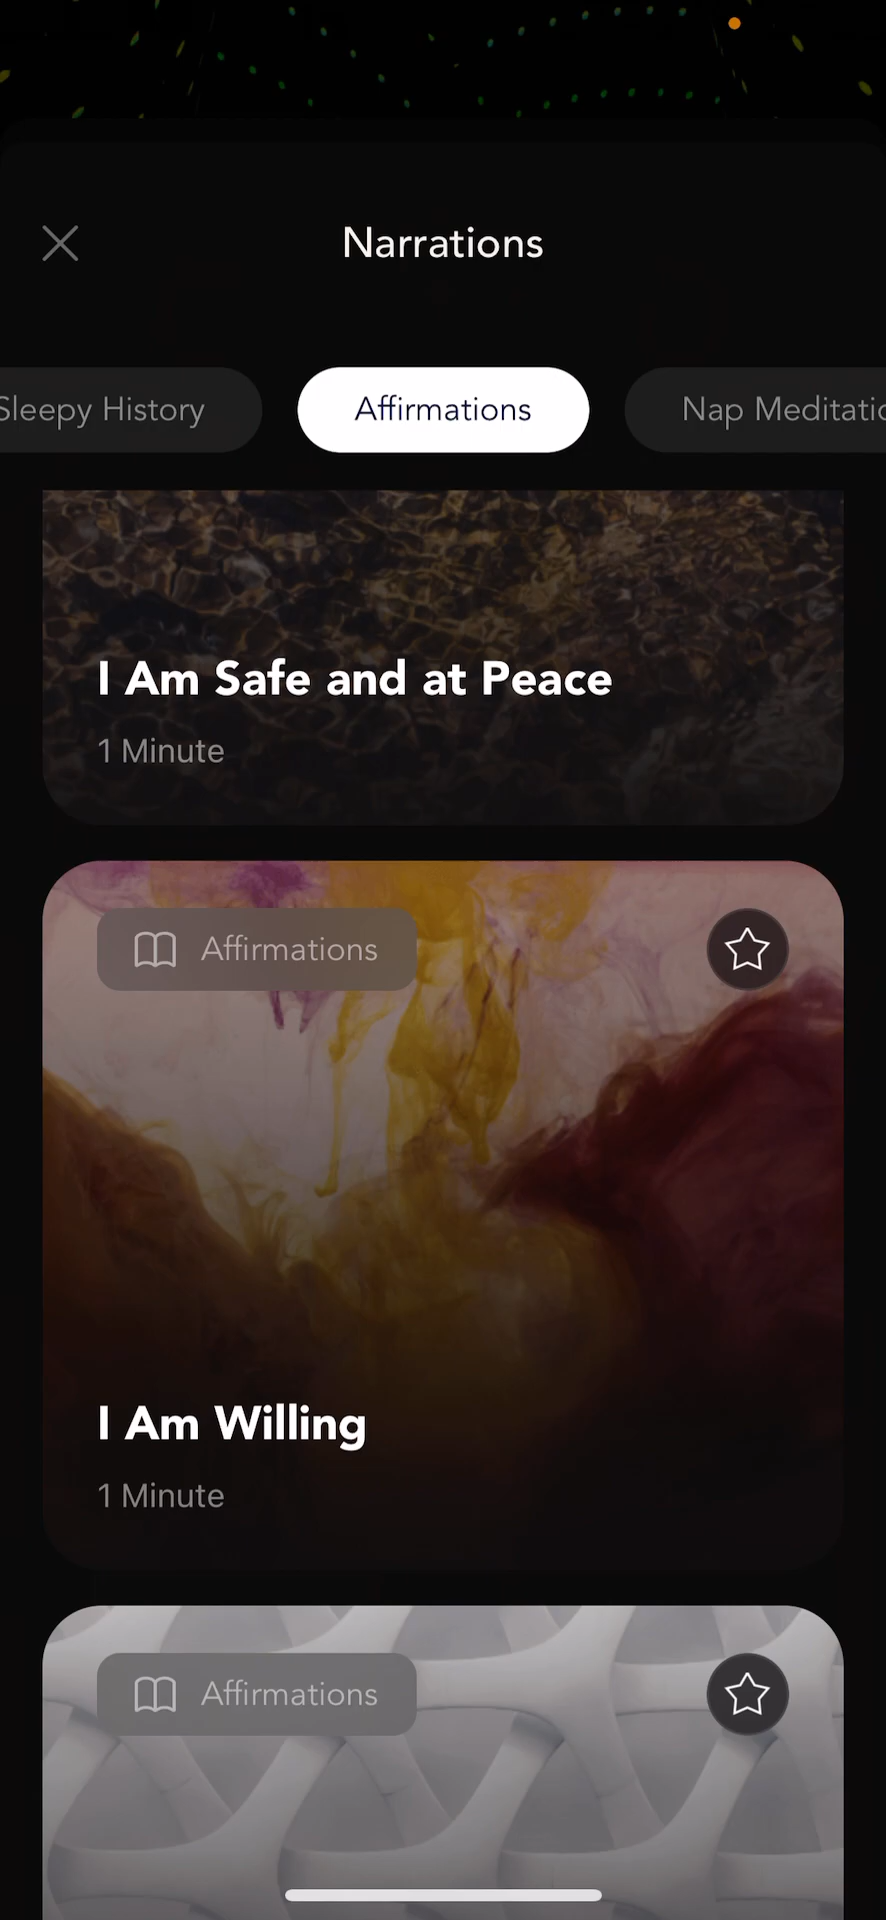 Narrations
Sleepy History
Affirmations
Nap Meditatio
I Am Safe and at Peace
1 Minute
Affirmations
I Am Willing
1 Minute
Affirmations